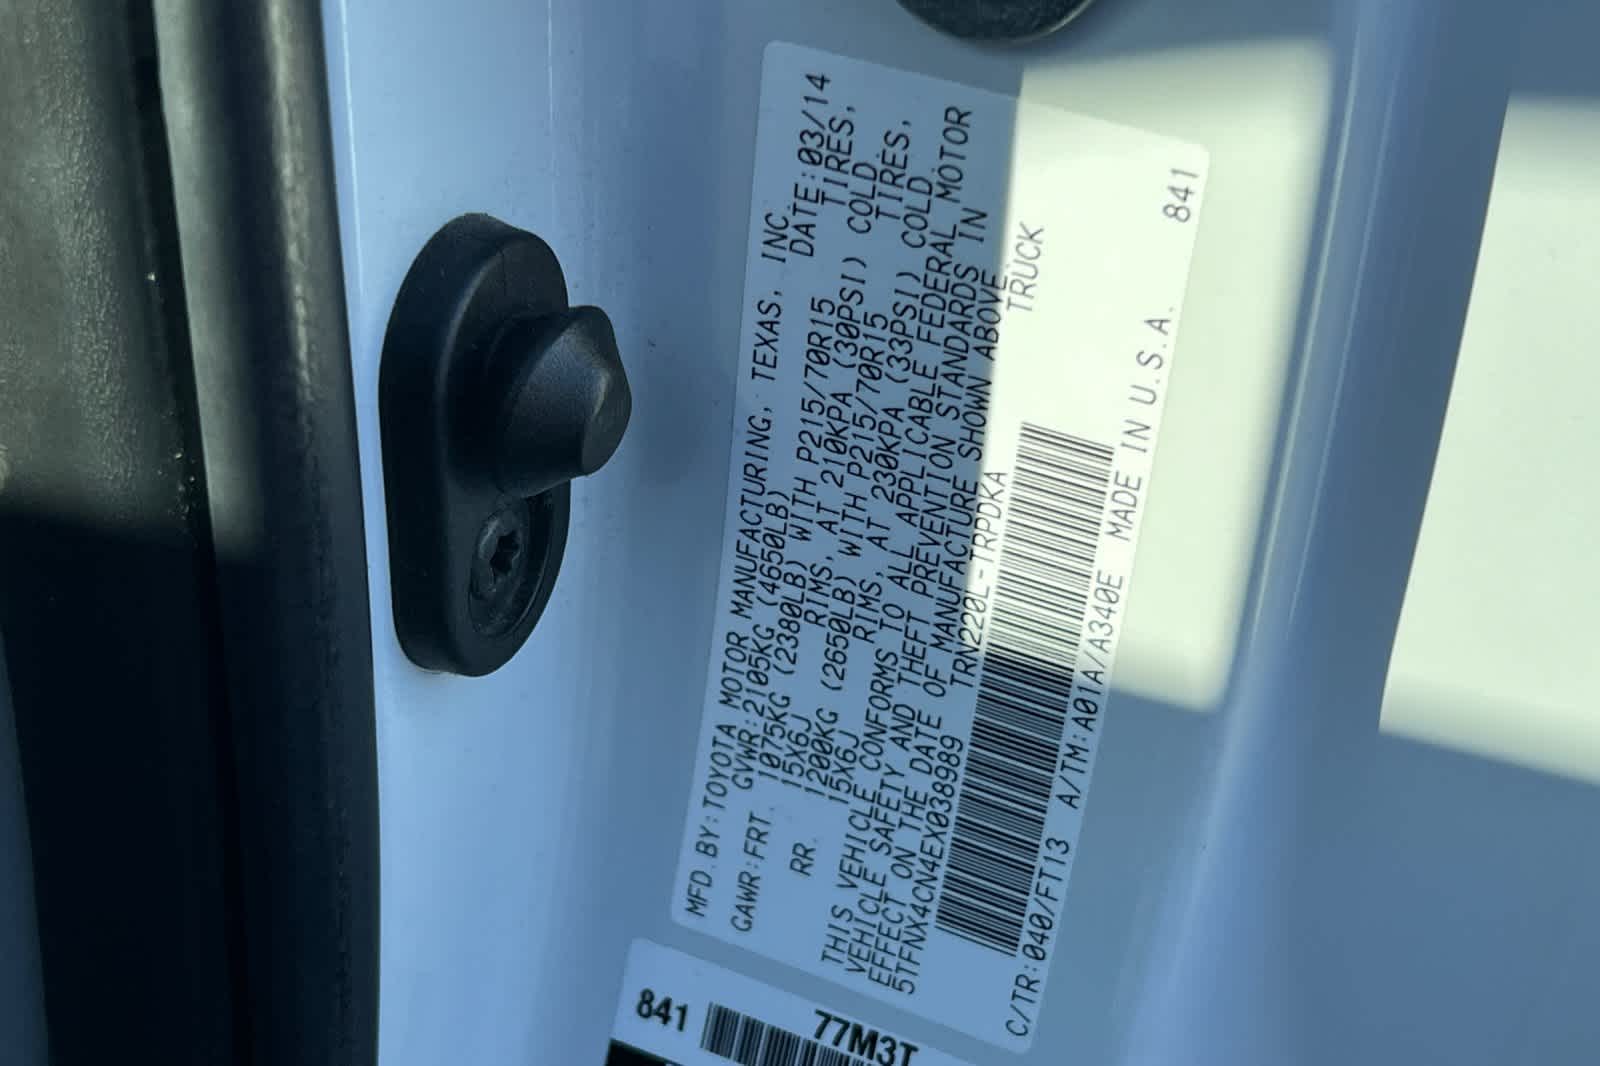 MFD. BY: TOYOTA MOTOR MANUFACTURING, TEXAS, INC.
GVWR: 2105KG (4650LB) DATE: 03/14
GAWR: FRT. 1075KG (2380LB) WITH P215/70R15 TIRES,
15X6J RIMS, AT 210KPA (30PSI) COLD
RR. 1200KG (2650LB) WITH P215/70R15 TIRES,
15X6J RIMS, AT 230KPA (33PSI) COLD
THIS VEHICLE CONFORMS TO ALL APPLICABLE FEDERAL MOTOR
VEHICLE SAFETY AND THEFT PREVENTION STANDARDS IN
EFFECT ON THE DATE OF MANUFACTURE SHOWN ABOVE.
5TFNX4CN4EX038989 TRN220L-TRPDKA TRUCK
C/TR: 040/FT13 A/TM: A01A/A340E MADE IN U.S.A. 841
841 77M3T